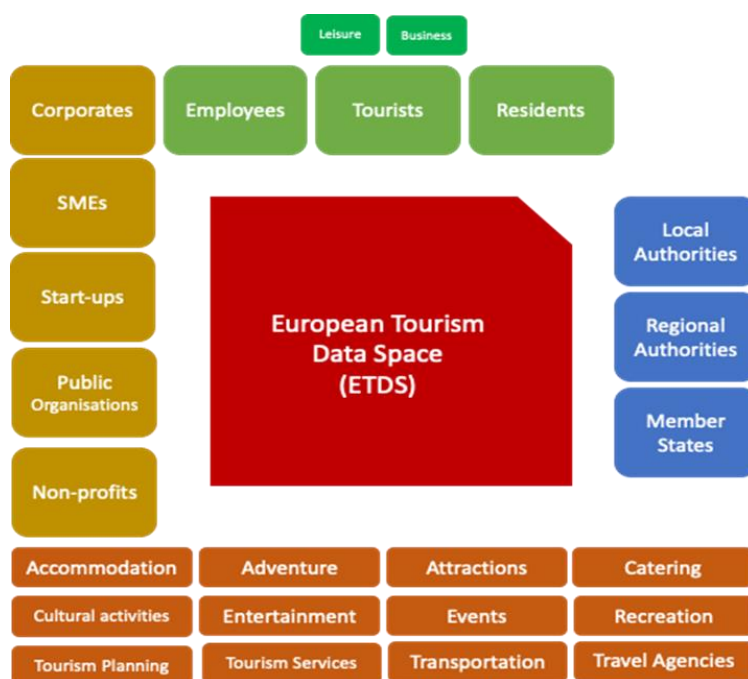 Leisure
Business
Corporates
Employees
Tourists
Residents
SMEs
Start-ups
Public
Organisations
Non-profits
European Tourism
Data Space
(ETDS)
Local
Authorities
Regional
Authorities
Member
States
Accommodation
Adventure
Attractions
Catering
Cultural activities
Entertainment
Events
Recreation
Tourism Planning
Tourism Services
Transportation
Travel Agencies